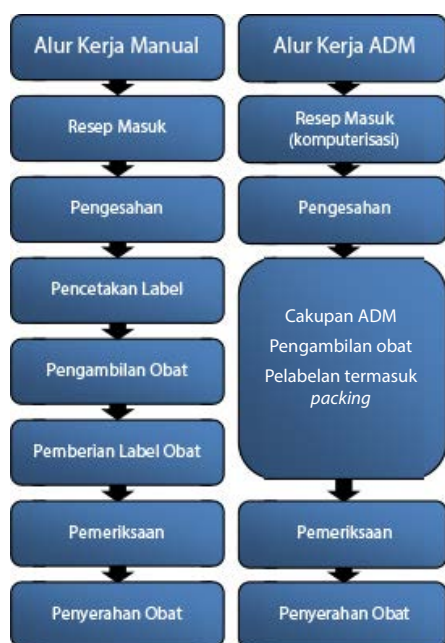 Alur Kerja Manual
Resep Masuk
Pengesahan
Pencetakan Label
Pengambilan Obat
Pemberian Label Obat
Pemeriksaan
Penyerahan Obat
Alur Kerja ADM
Resep Masuk
(komputerisasi)
Pengesahan
Cakupan ADM
Pengambilan obat
Pelabelan termasuk
packing
Pemeriksaan
Penyerahan Obat